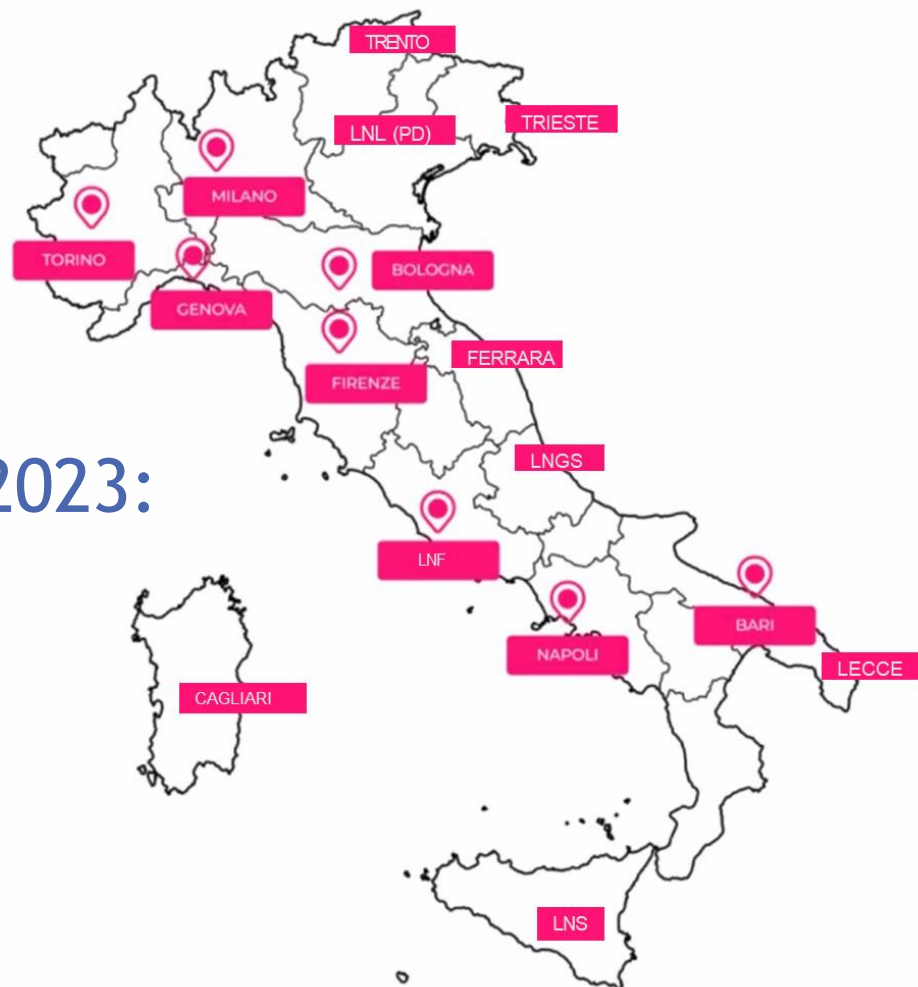 TRENTO
LNL (PD)
TRIESTE
MILANO
TORINO
BOLOGNA
GENOVA
FERRARA
FIRENZE
2023:
LNGS
LNF
BARI
NAPOLI
LECCE
CAGLIARI
LNS